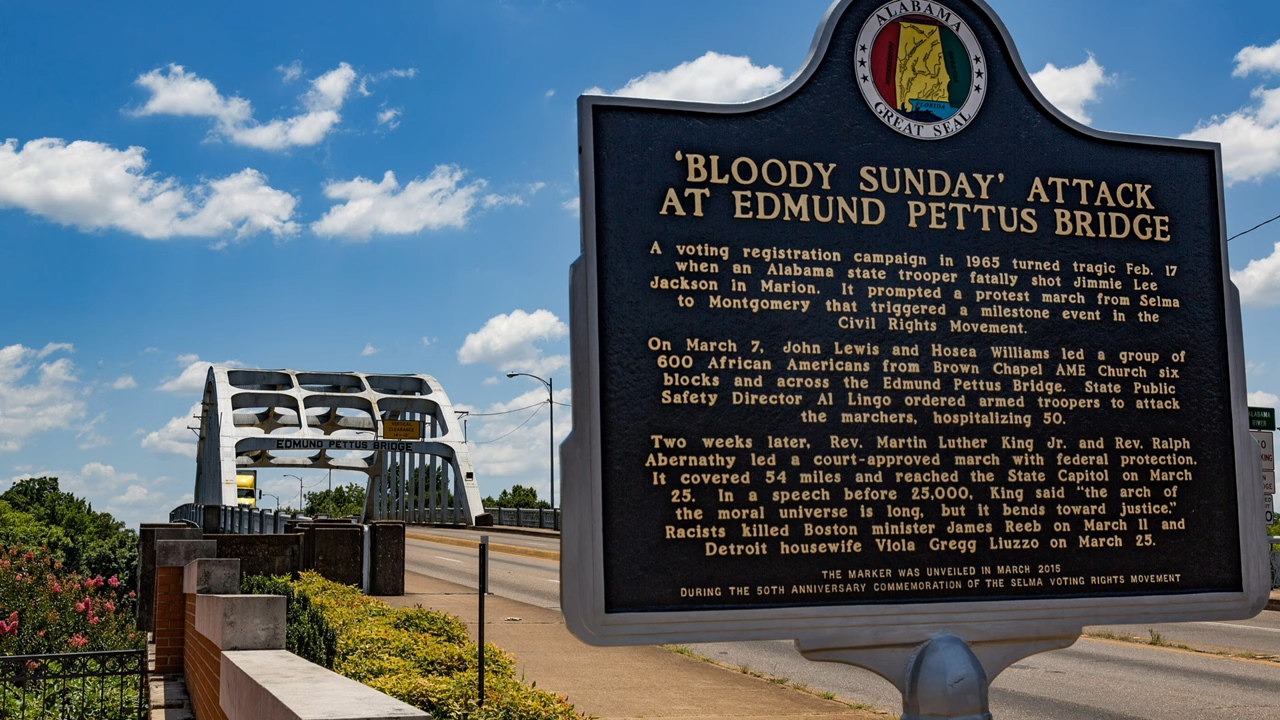 ALABAMA
GREAT SEAL
FLORIDA
‘BLOODY SUNDAY’ ATTACK
AT EDMUND PETTUS BRIDGE
A voting registration campaign in 1965 turned tragic Feb. 17
when an Alabama state trooper fatally shot Jimmie Lee
Jackson in Marion. It prompted a protest march from Selma
to Montgomery that triggered a milestone event in the
Civil Rights Movement.
On March 7, John Lewis and Hosea Williams led a group of
600 African Americans from Brown Chapel AME Church six
blocks and across the Edmund Pettus Bridge. State Public
Safety Director Al Lingo ordered armed troopers to attack
the marchers, hospitalizing 50.
Two weeks later, Rev. Martin Luther King Jr. and Rev. Ralph
Abernathy led a court-approved march with federal protection.
It covered 54 miles and reached the State Capitol on March
25. In a speech before 25,000, King said “the arch of
the moral universe is long, but it bends toward justice.”
Racists killed Boston minister James Reeb on March 11 and
Detroit housewife Viola Gregg Liuzzo on March 25.
THE MARKER WAS UNVEILED IN MARCH 2015
DURING THE 50TH ANNIVERSARY COMMEMORATION OF THE SELMA VOTING RIGHTS MOVEMENT
EDMUND PETTUS BRIDGE
VERTICAL
CLEARANCE
ALABAMA
RIVER